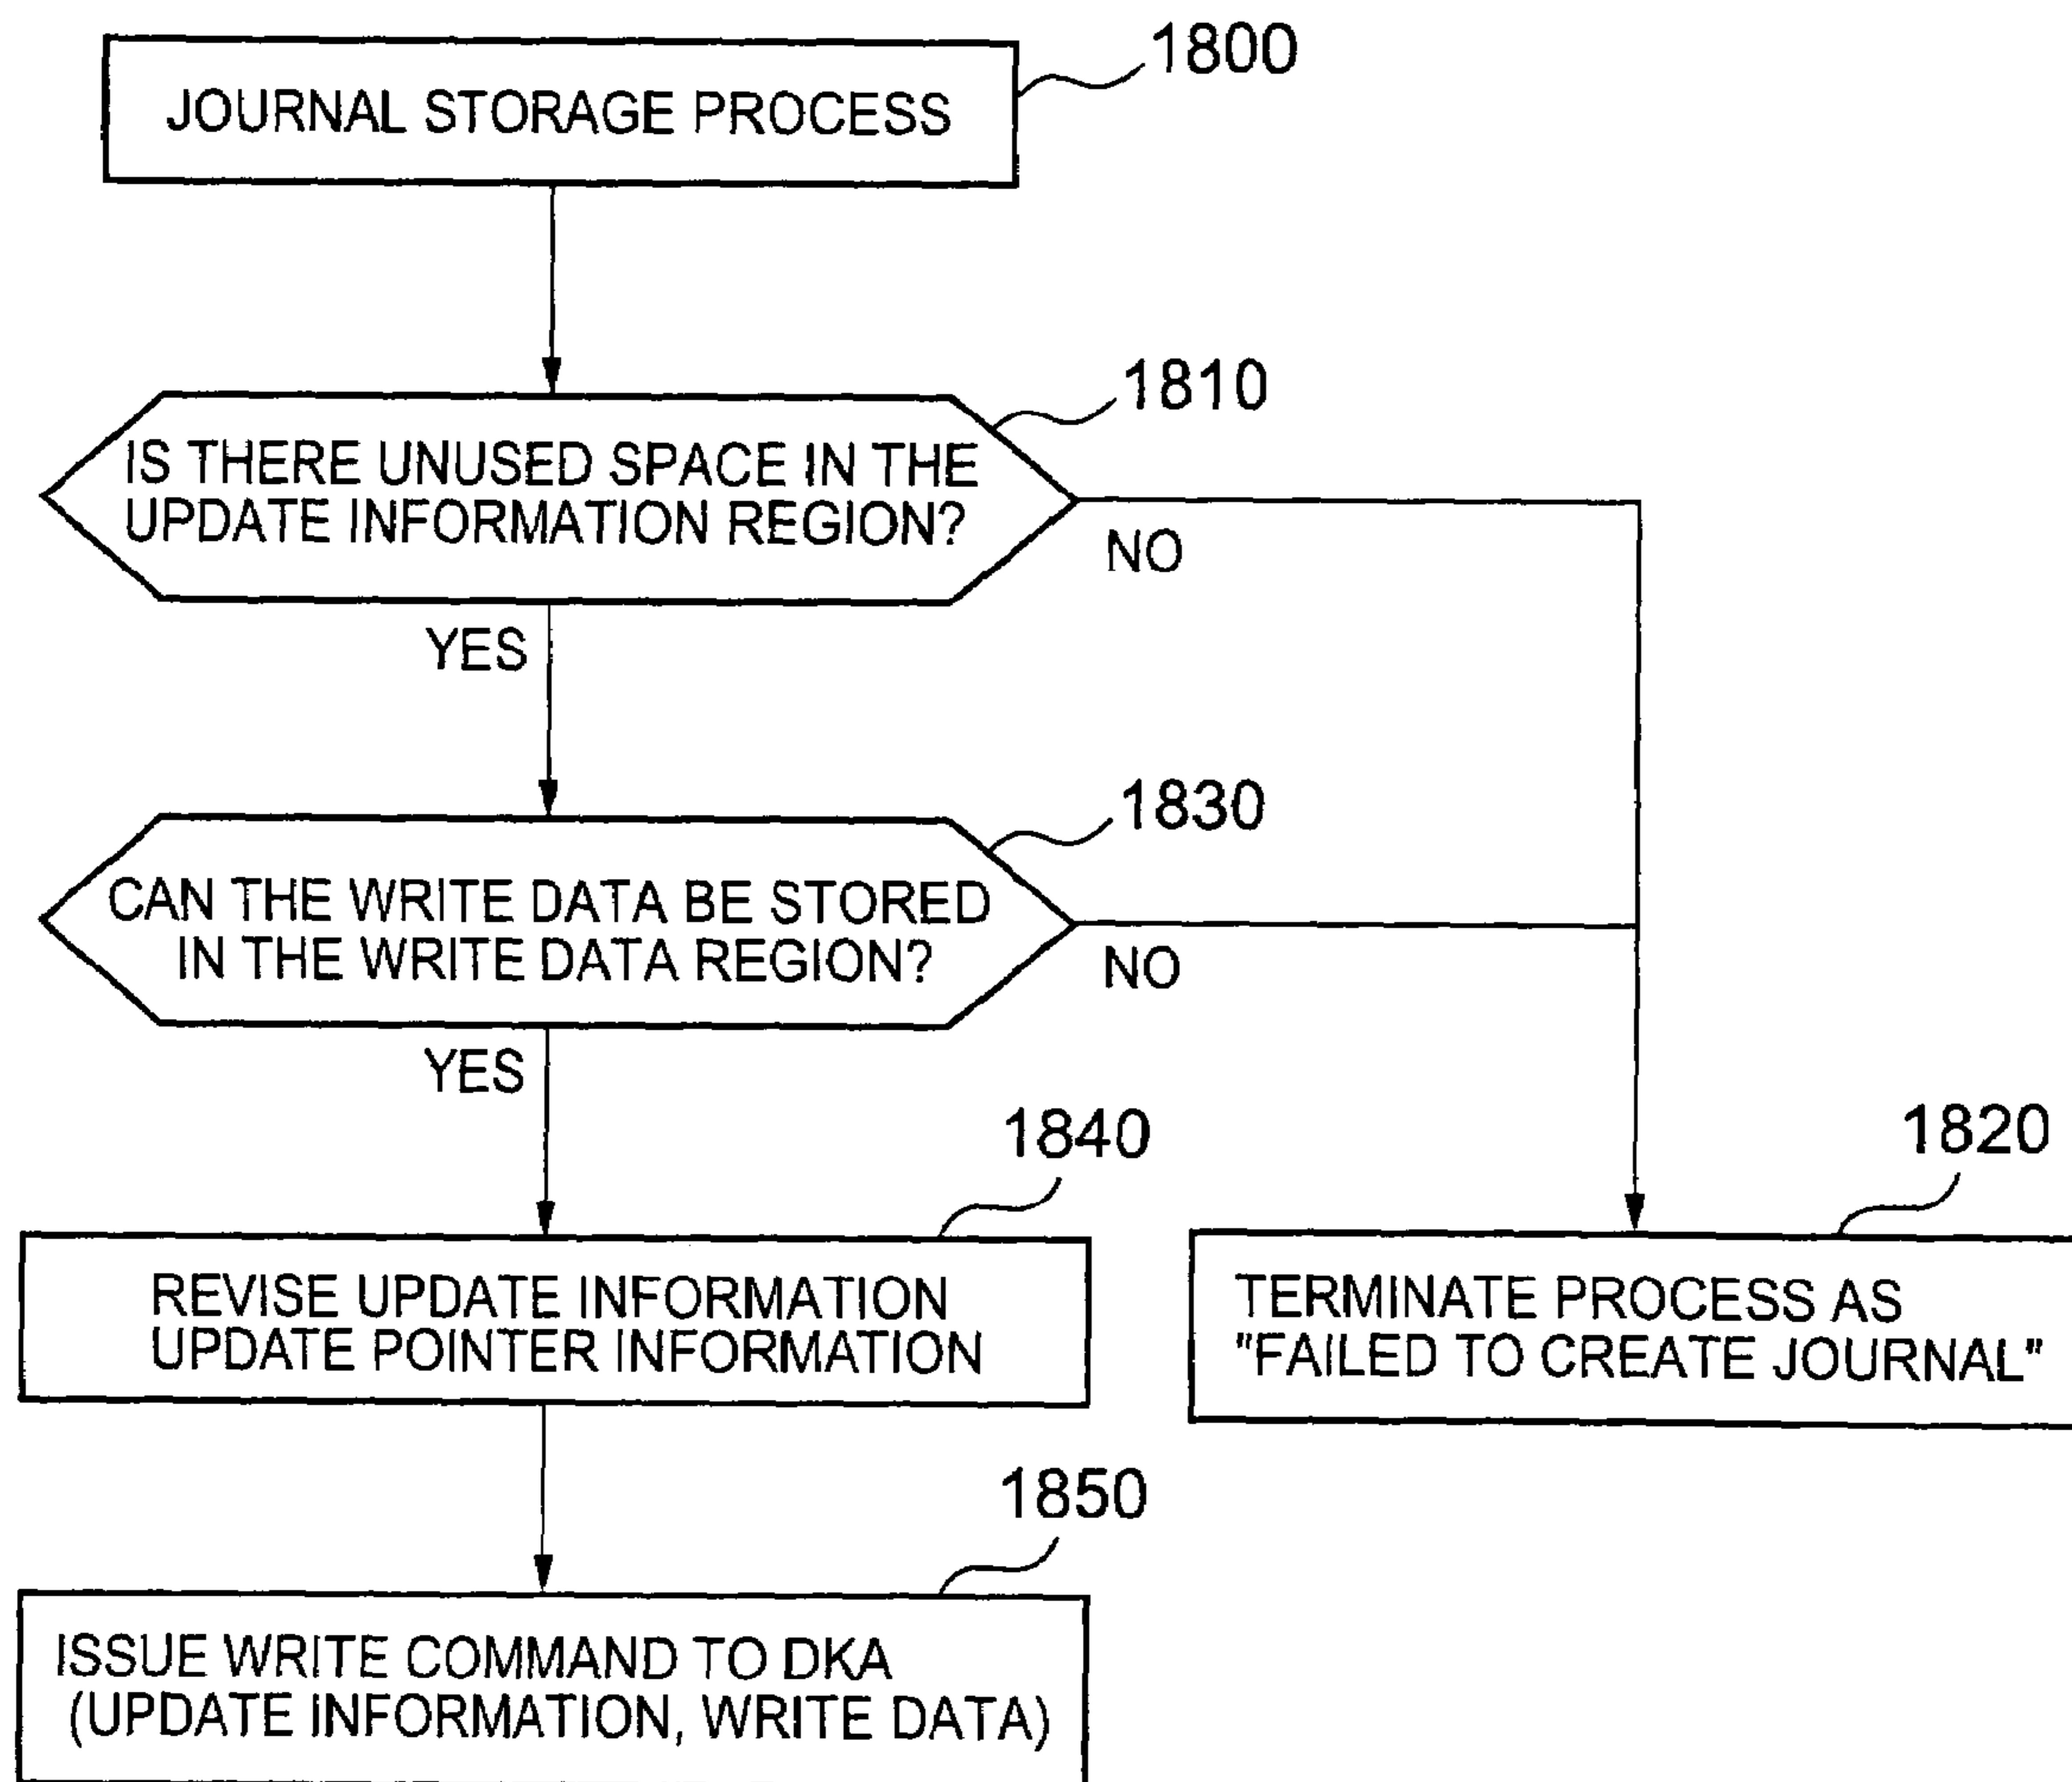 1800
JOURNAL STORAGE PROCESS
1810
IS THERE UNUSED SPACE IN THE
UPDATE INFORMATION REGION?
NO
YES
1830
CAN THE WRITE DATA BE STORED
IN THE WRITE DATA REGION?
NO
YES
1840
REVISE UPDATE INFORMATION
UPDATE POINTER INFORMATION
1820
TERMINATE PROCESS AS
"FAILED TO CREATE JOURNAL"
1850
ISSUE WRITE COMMAND TO DKA
(UPDATE INFORMATION, WRITE DATA)